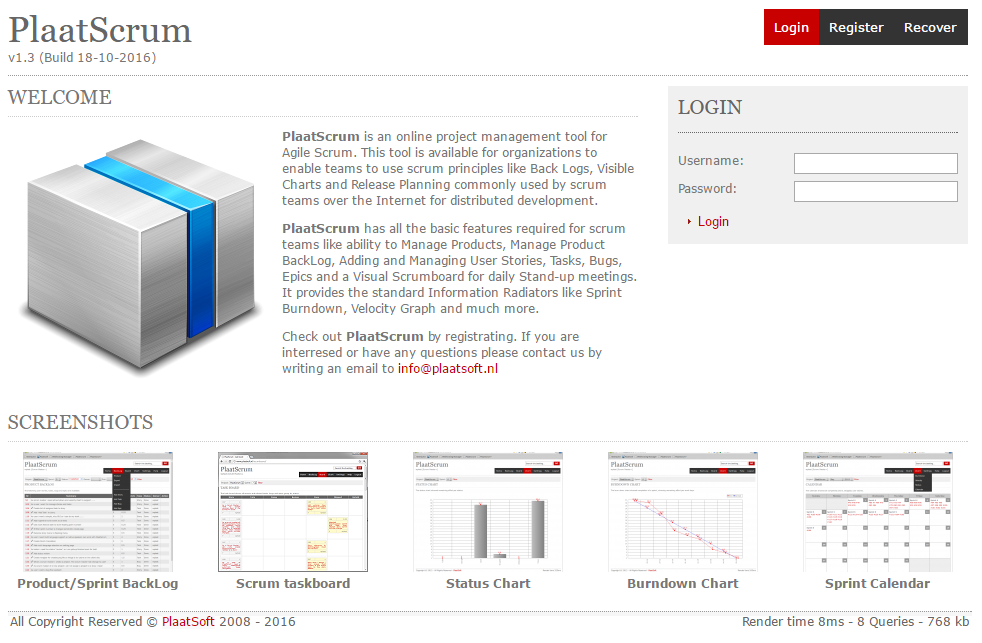 PlaatScrum
v1.3 (Build 18-10-2016)
Login Register Recover
WELCOME
PlaatScrum is an online project management tool for
Agile Scrum. This tool is available for organizations to
enable teams to use scrum principles like Back Logs, Visible
Charts and Release Planning commonly used by scrum
teams over the Internet for distributed development.
PlaatScrum has all the basic features required for scrum
teams like ability to Manage Products, Manage Product
BackLog, Adding and Managing User Stories, Tasks, Bugs,
Epics and a Visual Scrumboard for daily Stand-up meetings.
It provides the standard Information Radiators like Sprint
Burndown, Velocity Graph and much more.
Check out PlaatScrum by registrating. If you are
interresed or have any questions please contact us by
writing an email to info@plaatsoft.nl
LOGIN
Username:
Password:
Login
SCREENSHOTS
PlaatScrum
PlaatScrum
PlaatScrum
PlaatScrum
PlaatScrum
Product/Sprint BackLog
Scrum taskboard
Status Chart
Burndown Chart
Sprint Calendar
All Copyright Reserved © PlaatSoft 2008 - 2016
Render time 8ms - 8 Queries - 768 kb